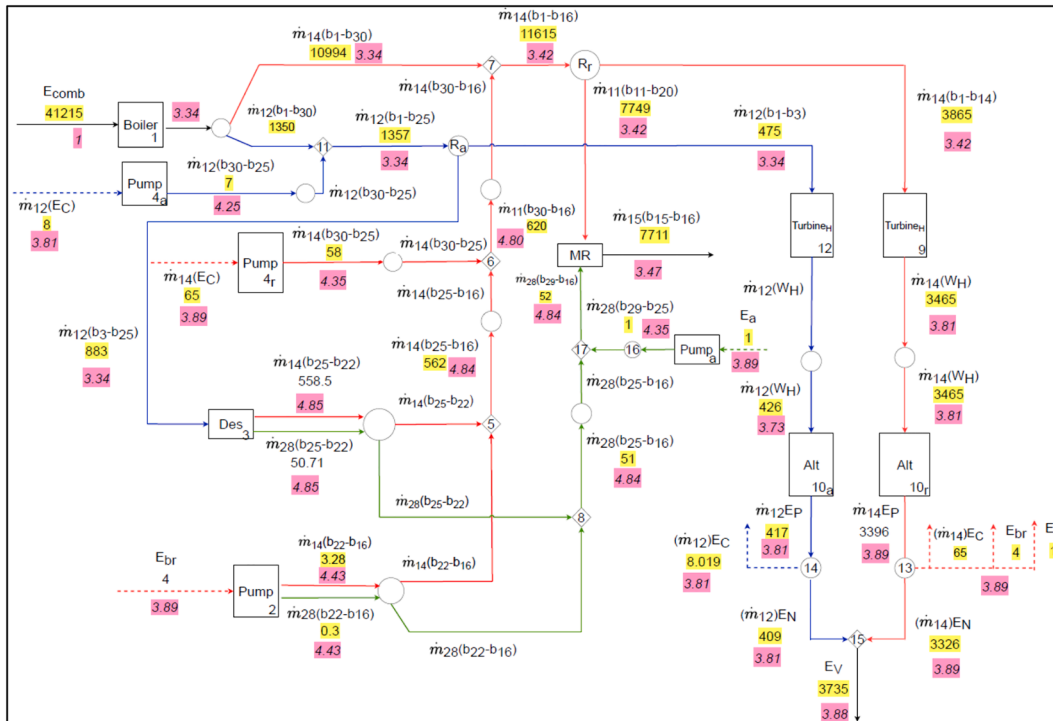 ṁ14(b1-b16)
11615
3.42
ṁ14(b1-b30)
10994 3.34
7
Rr
ṁ14(b30-b16)
ṁ11(b11-b20)
7749
3.42
ṁ12(b1-b3)
475
3.34
ṁ14(b1-b14)
3865
3.42
Ecomb
41215
1
Boiler
1
3.34
ṁ12(b1-b30)
1350
11
ṁ12(b1-b25)
1357
3.34
Ra
ṁ12(b30-b25)
7
4.25
Pump
4a
ṁ12(b30-b25)
ṁ12(EC)
8
3.81
ṁ11(b30-b16)
620
4.80
ṁ15(b15-b16)
7711
3.47
TurbineH
12
TurbineH
9
ṁ14(b30-b25)
58
4.35
Pump
4r
ṁ14(b30-b25)
6
MR
ṁ14(EC)
65
3.89
ṁ14(b25-b16)
ṁ28(b29-b16)
52
4.84
ṁ28(b29-b25)
1 4.35
Ea
1
3.89
ṁ12(WH)
ṁ14(WH)
3465
3.81
17
16
Pumpa
ṁ12(b3-b25)
883
3.34
ṁ14(b25-b16)
562 4.84
ṁ28(b25-b16)
ṁ12(WH)
426
3.73
ṁ14(WH)
3465
3.81
ṁ14(b25-b22)
558.5
4.85
Des
3
ṁ14(b25-b22)
5
ṁ28(b25-b22)
50.71
4.85
ṁ28(b25-b16)
51
4.84
Alt
10a
Alt
10r
ṁ28(b25-b22)
8
ṁ12EP
417
3.81
ṁ14EP
3396
3.89
(ṁ12)EC
8.019
3.81
14
13
(ṁ14)EC
65
Ebr
4
E
3.89
Ebr
4
3.89
ṁ14(b22-b16)
3.28
4.43
Pump
2
ṁ14(b22-b16)
ṁ28(b22-b16)
0.3
4.43
ṁ28(b22-b16)
(ṁ12)EN
409
3.81
15
(ṁ14)EN
3326
3.89
EV
3735
3.88